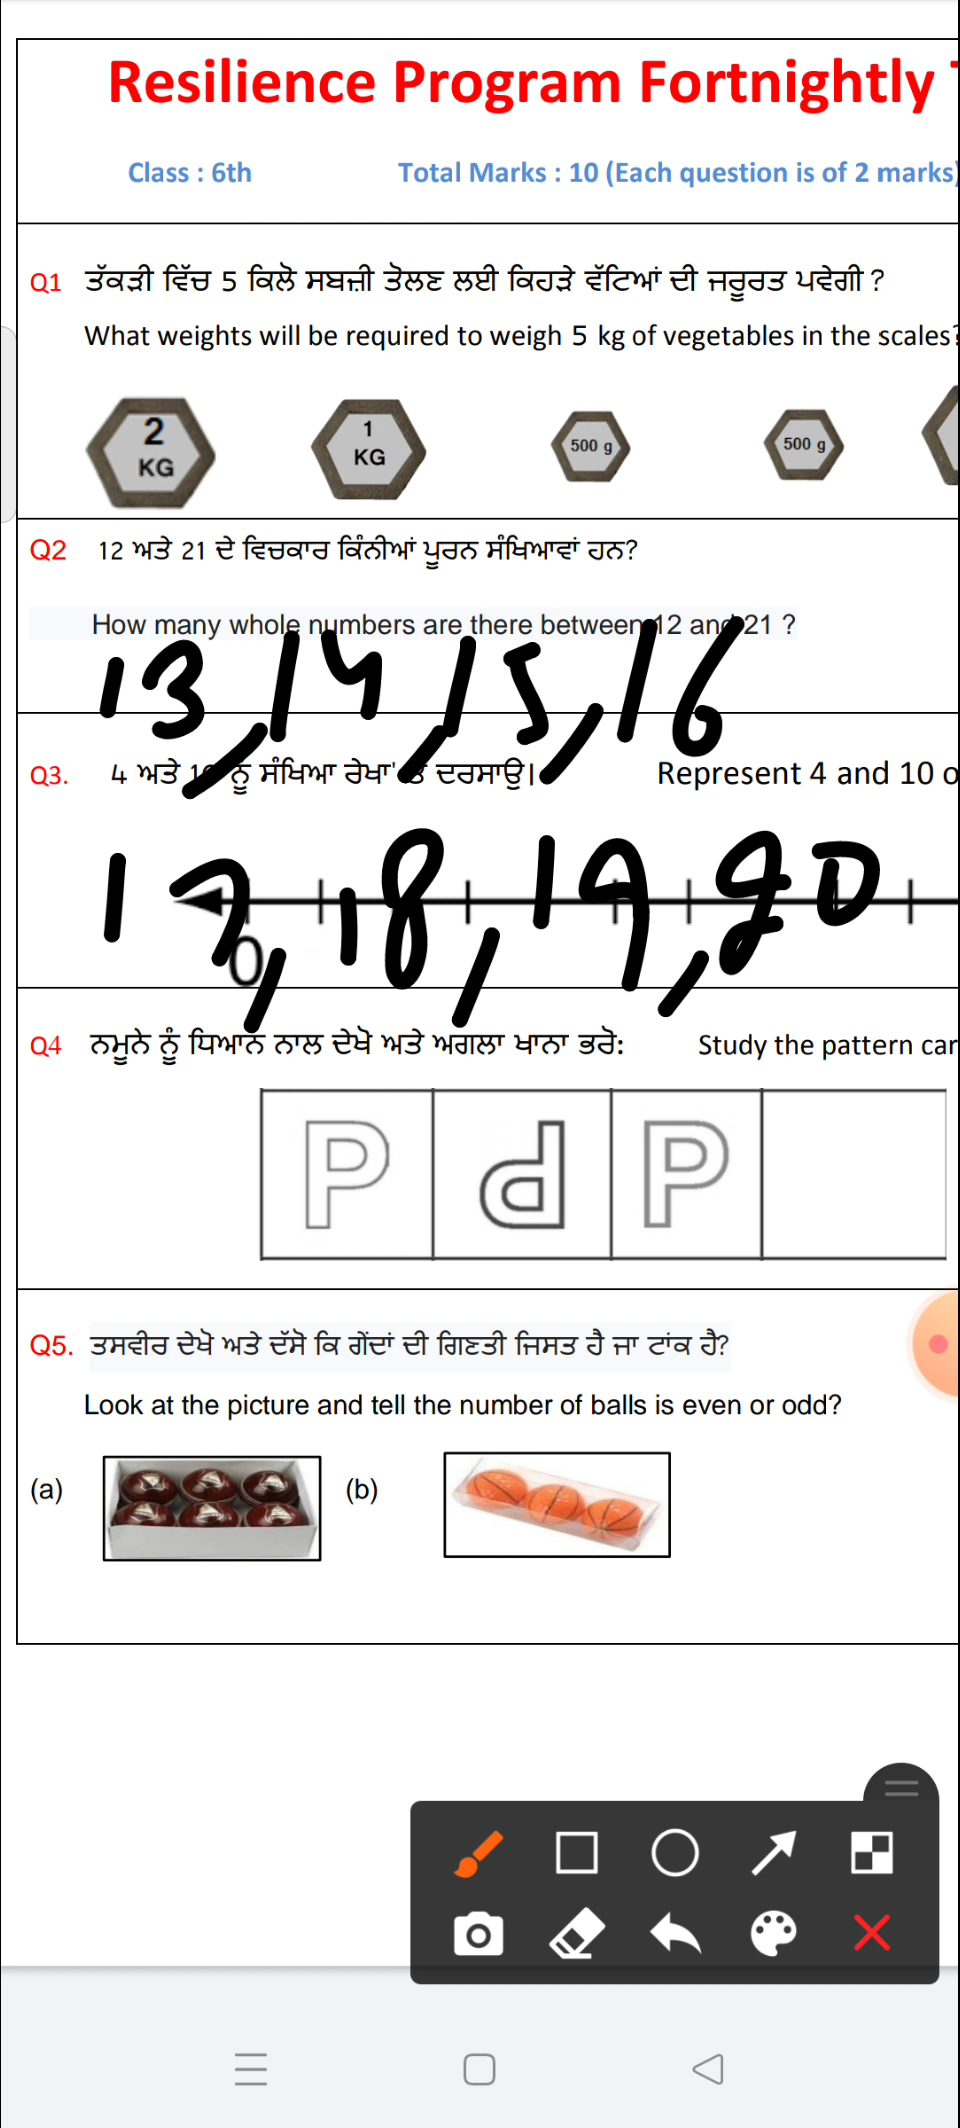 Resilience Program Fortnightly
Class : 6th Total Marks : 10 (Each question is of 2 marks)
Q1 ਤੱਕੜੀ ਵਿੱਚ 5 ਕਿਲੋ ਸਬਜ਼ੀ ਤੋਲਣ ਲਈ ਕਿਹੜੇ ਵੱਟਿਆਂ ਦੀ ਜਰੂਰਤ ਪਵੇਗੀ ?
What weights will be required to weigh 5 kg of vegetables in the scales?
2 KG 1 KG 500 g 500 g
Q2 12 ਅਤੇ 21 ਦੇ ਵਿਚਕਾਰ ਕਿੰਨੀਆਂ ਪੂਰਨ ਸੰਖਿਆਵਾਂ ਹਨ?
How many whole numbers are there between 12 and 21 ?
13, 14, 15, 16
Q3. 4 ਅਤੇ 10 ਨੂੰ ਸੰਖਿਆ ਰੇਖਾ 'ਤੇ ਦਰਸਾਉ। Represent 4 and 10 o
17, 18, 19, 20
0
Q4 ਨਮੂਨੇ ਨੂੰ ਧਿਆਨ ਨਾਲ ਦੇਖੋ ਅਤੇ ਅਗਲਾ ਖਾਨਾ ਭਰੋ: Study the pattern car
P d P
Q5. ਤਸਵੀਰ ਦੇਖੋ ਅਤੇ ਦੱਸੋ ਕਿ ਗੇਂਦਾਂ ਦੀ ਗਿਣਤੀ ਜਿਸਤ ਹੈ ਜਾ ਟਾਂਕ ਹੈ?
Look at the picture and tell the number of balls is even or odd?
(a) (b)